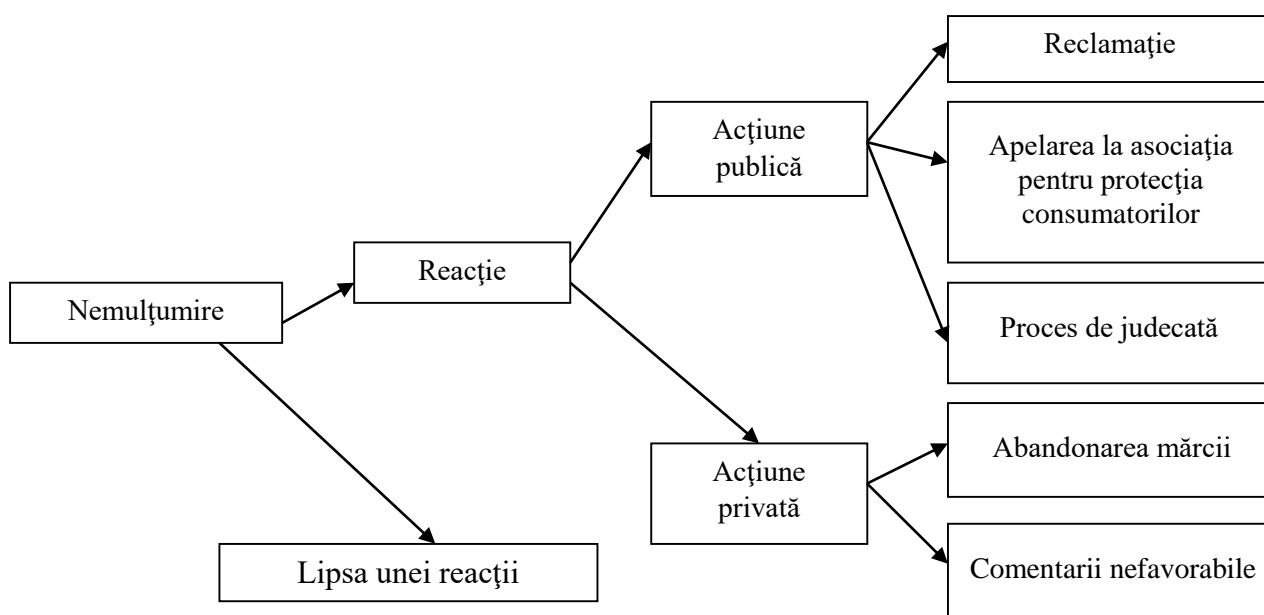 Reclamaţie
Acţiune
publică
Apelarea la asociaţia
pentru protecţia
consumatorilor
Reacţie
Nemulţumire
Proces de judecată
Abandonarea mărcii
Acţiune
privată
Lipsa unei reacţii
Comentarii nefavorabile